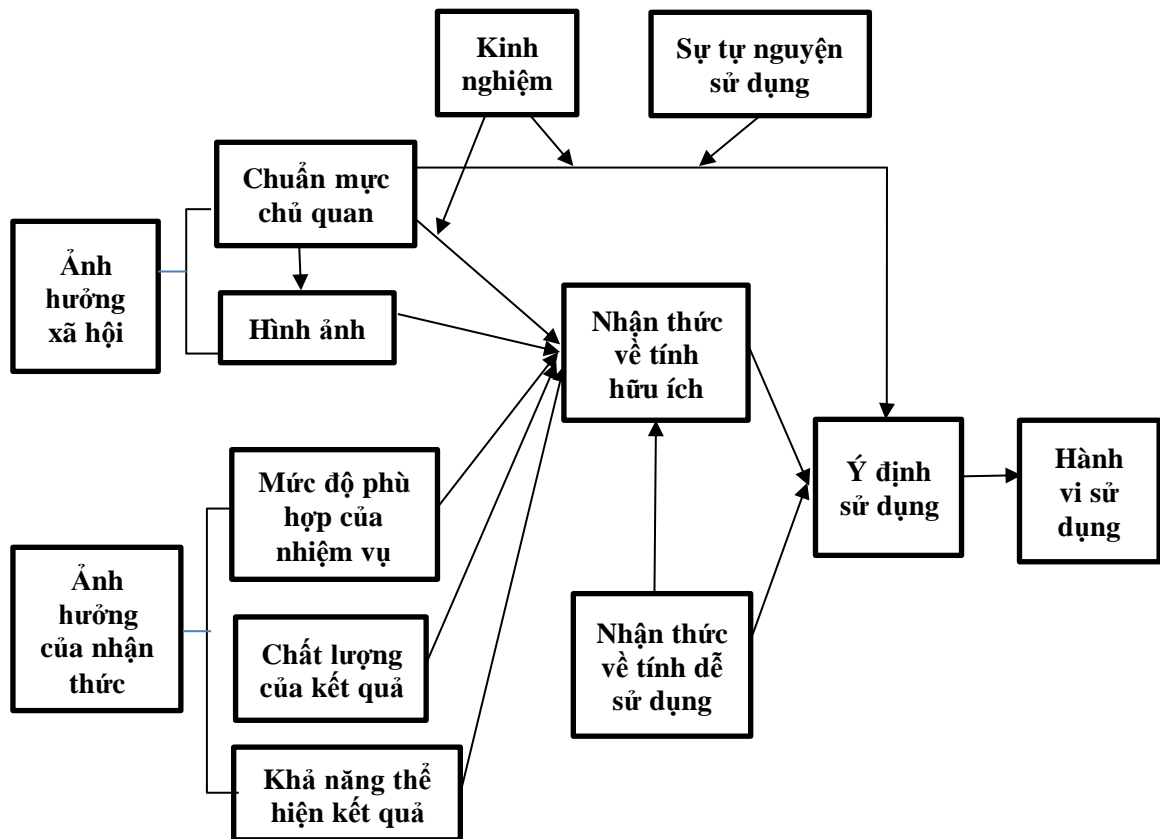 Kinh
nghiệm
Sự tự nguyện
sử dụng
Chuẩn mực
chủ quan
Ảnh
hưởng
xã hội
Hình ảnh
Nhận thức
về tính
hữu ích
Mức độ phù
hợp của
nhiệm vụ
Ý định
sử dụng
Hành
vi sử
dụng
Ảnh
hưởng
của nhận
thức
Chất lượng
của kết quả
Nhận thức
về tính dễ
sử dụng
Khả năng thể
hiện kết quả